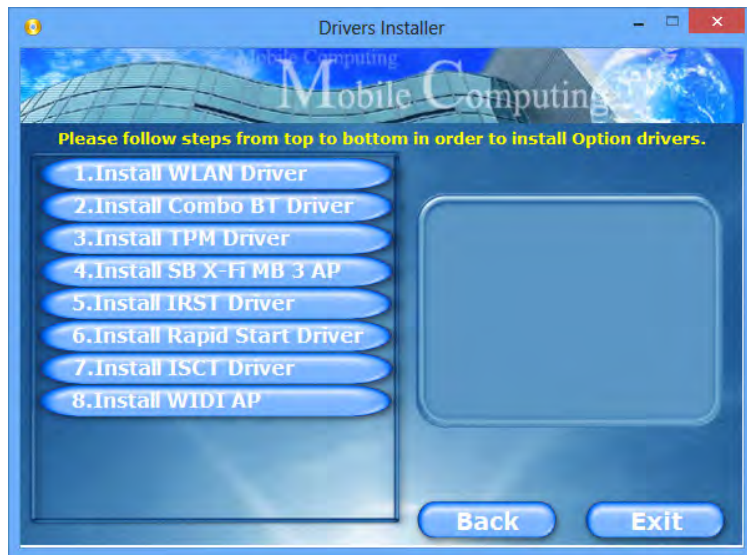 Drivers Installer
Mobile Computing
Mobile Computing
Please follow steps from top to bottom in order to install Option drivers.
1.Install WLAN Driver
2.Install Combo BT Driver
3.Install TPM Driver
4.Install SB X-Fi MB 3 AP
5.Install IRST Driver
6.Install Rapid Start Driver
7.Install ISCT Driver
8.Install WIDI AP
Back
Exit